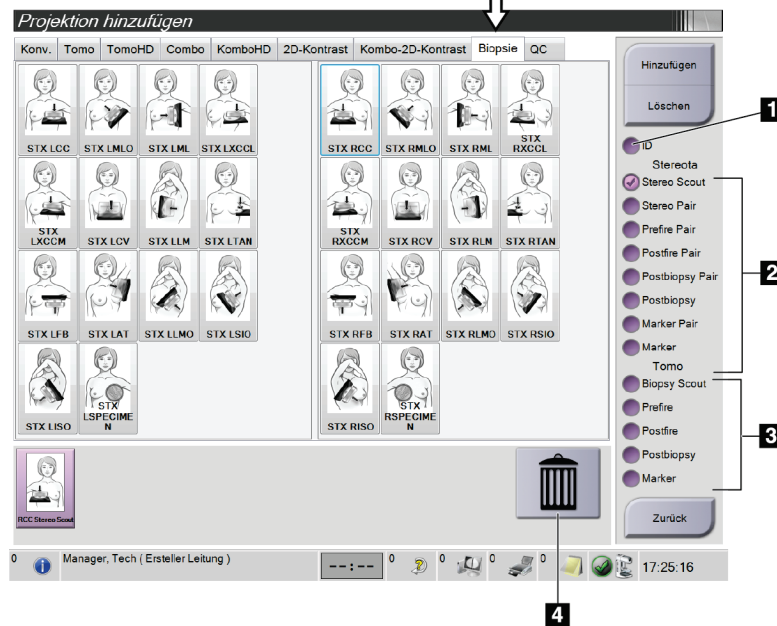 Projektion hinzufügen
Konv. Tomo TomoHD Combo KomboHD 2D-Kontrast Kombo-2D-Kontrast Biopsie QC
STX LCC STX LMLO STX LML STX LXCCL
STX LXCCM STX LCV STX LLM STX LTAN
STX LFB STX LAT STX LLMO STX LSIO
STX LISO STX LSPECIMEN
STX RCC STX RMLO STX RML STX RXCCL
STX RXCCM STX RCV STX RLM STX RTAN
STX RFB STX RAT STX RLMO STX RSIO
STX RISO STX RSPECIMEN
Hinzufügen
Löschen
ID
1
Stereota
Stereo Scout
Stereo Pair
Prefire Pair
Postfire Pair
Postbiopsy Pair
2
Postbiopsy
Marker Pair
Marker
Tomo
Biopsy Scout
Prefire
Postfire
3
Postbiopsy
Marker
Zurück
RCC Stereo Scout
0 Manager, Tech ( Ersteller Leitung ) --:-- 0 0 0 0 17:25:16
4